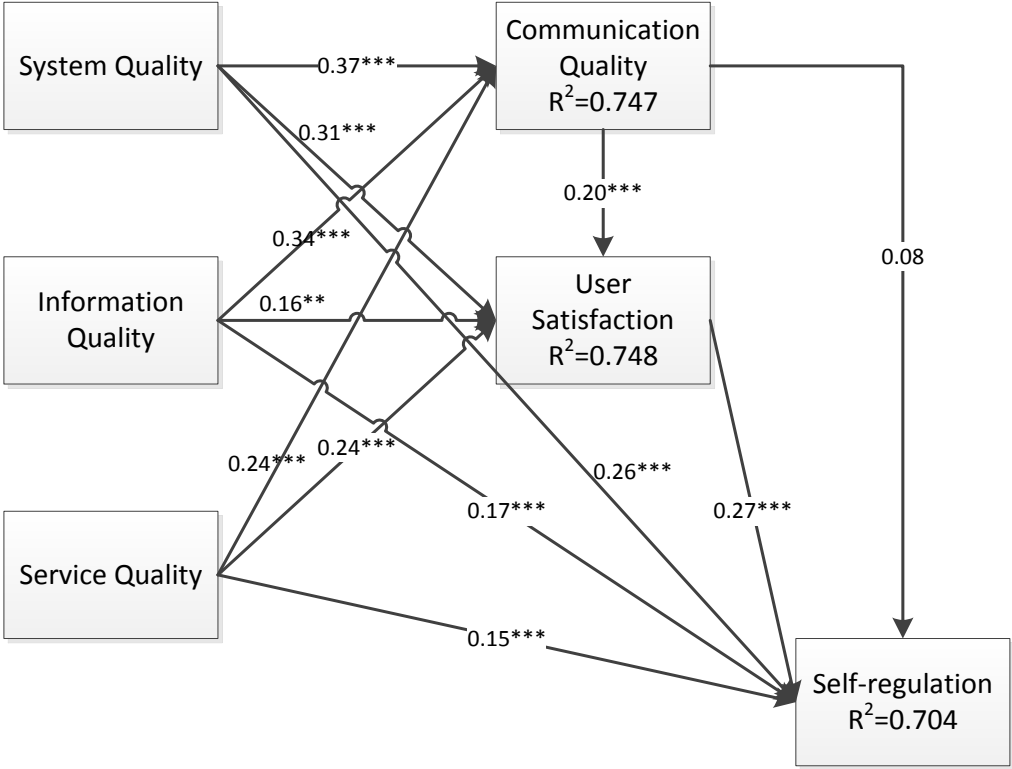 System Quality
0.37***
Communication
Quality
R²=0.747
0.31***
0.20***
0.34***
0.08
Information
Quality
0.16**
User
Satisfaction
R²=0.748
0.24***
0.24***
0.26***
0.17***
0.27***
Service Quality
0.15***
Self-regulation
R²=0.704